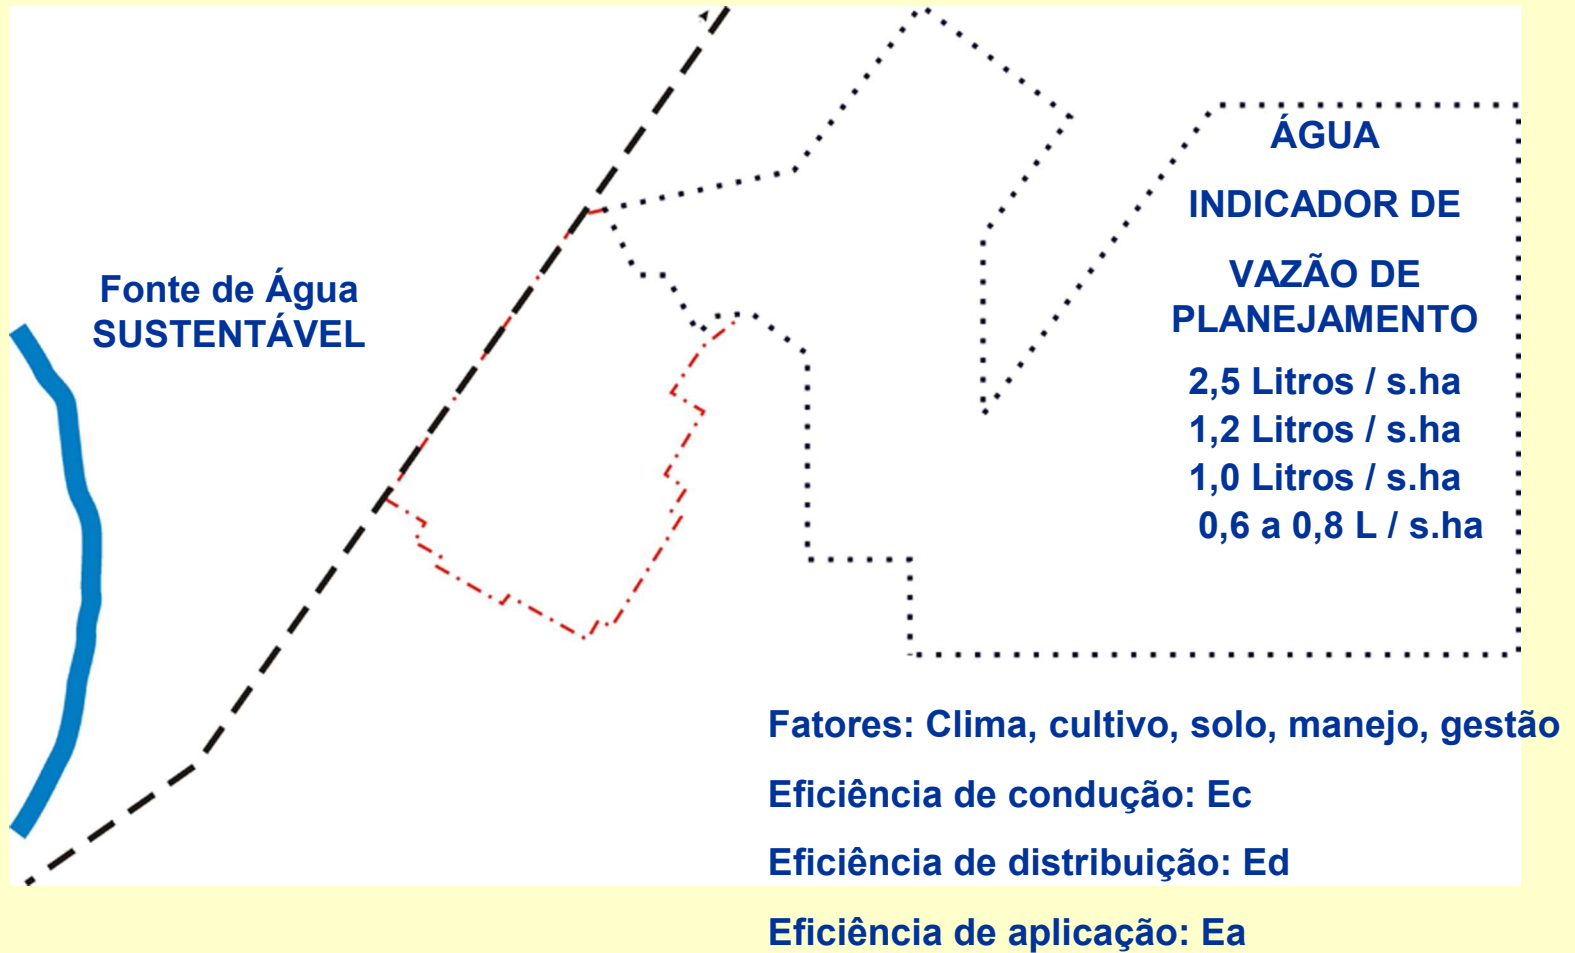 Fonte de Água
SUSTENTÁVEL
ÁGUA
INDICADOR DE
VAZÃO DE
PLANEJAMENTO
2,5 Litros / s.ha
1,2 Litros / s.ha
1,0 Litros / s.ha
0,6 a 0,8 L / s.ha
Fatores: Clima, cultivo, solo, manejo, gestão
Eficiência de condução: Ec
Eficiência de distribuição: Ed
Eficiência de aplicação: Ea